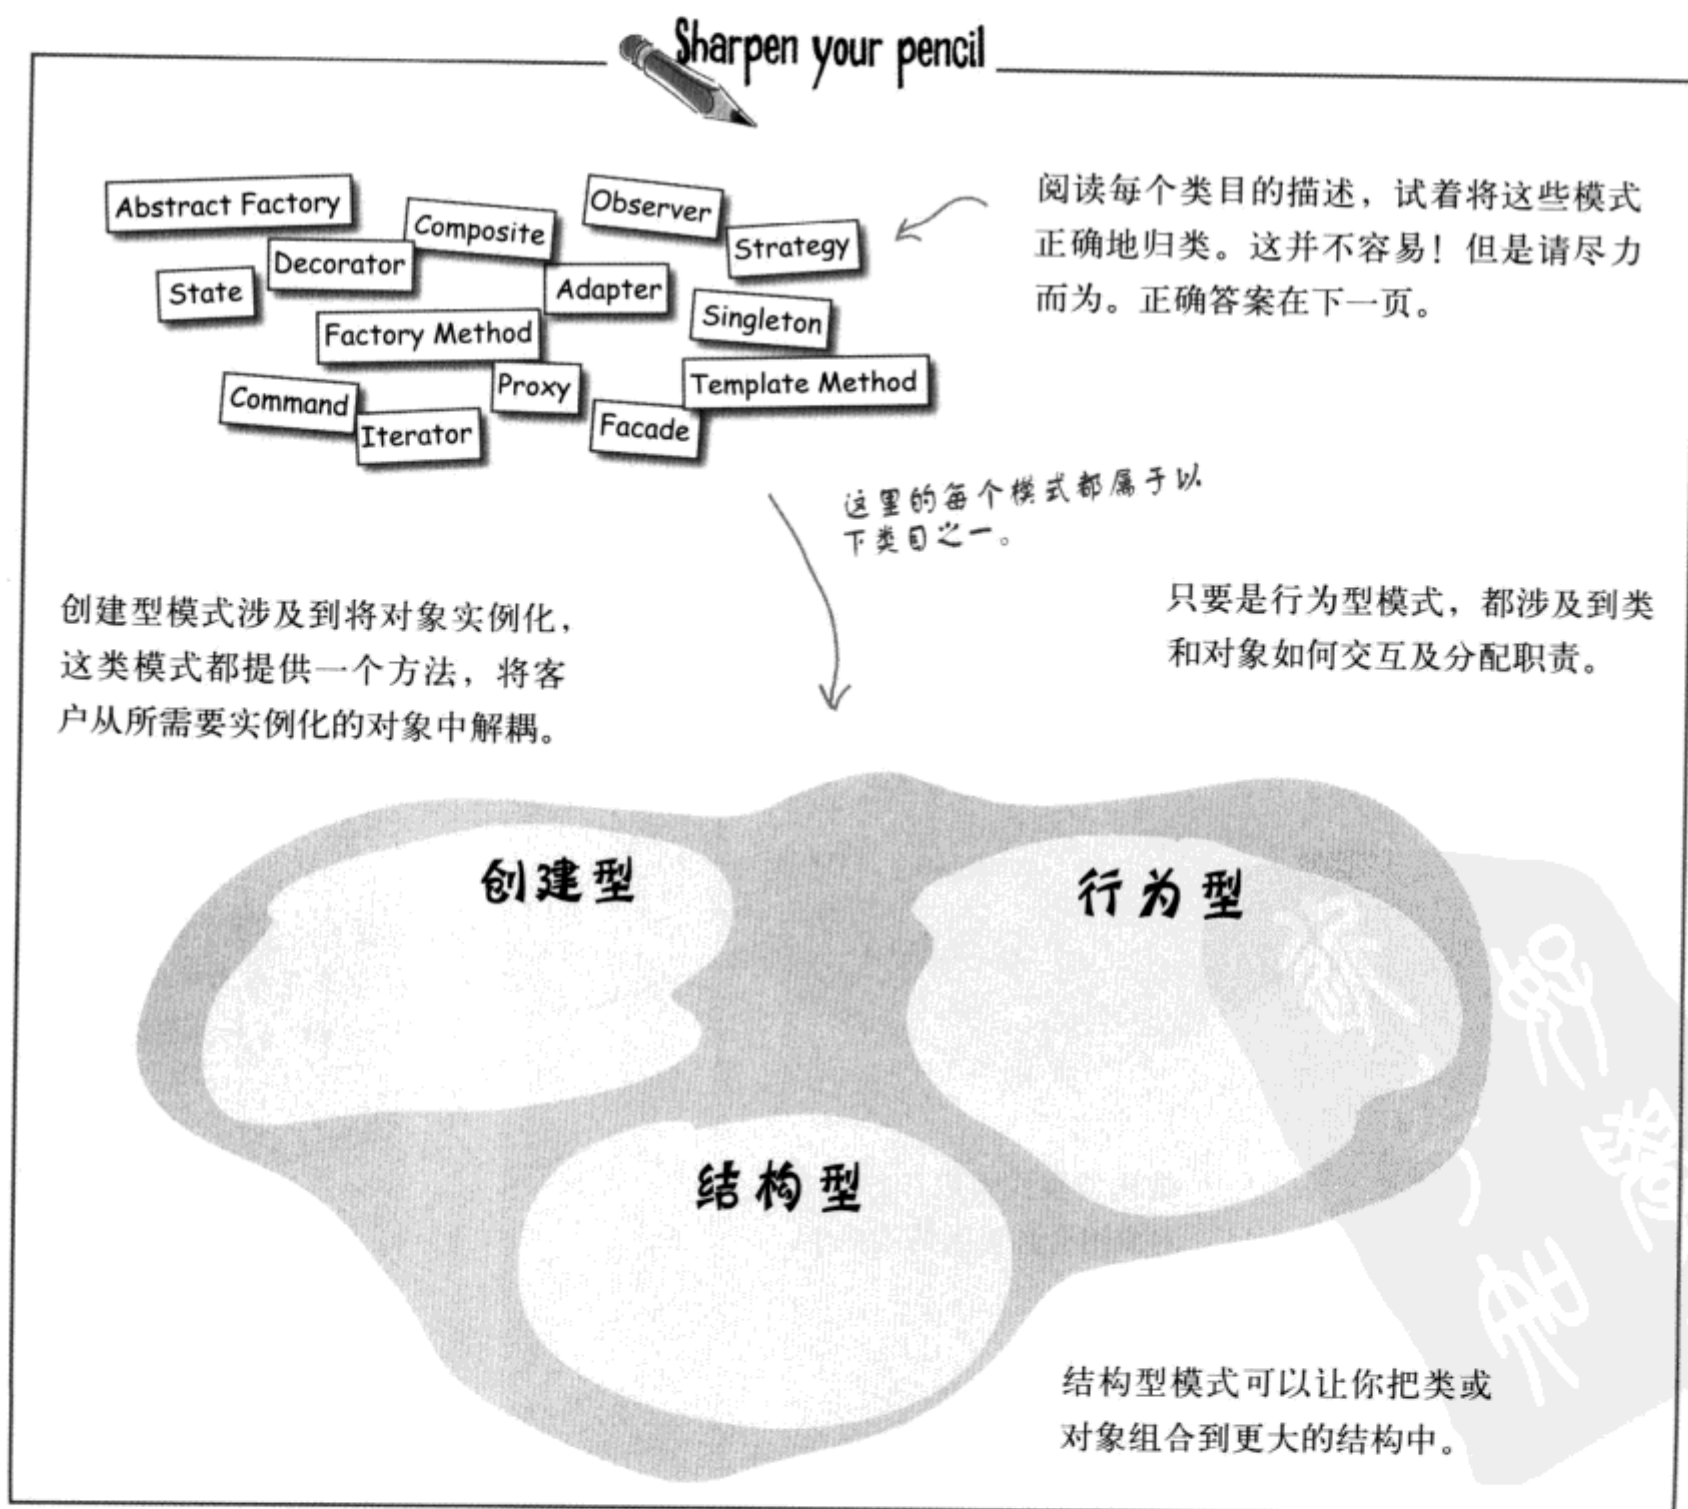 Sharpen your pencil
Abstract Factory
Composite
Observer
Strategy
Decorator
State
Adapter
Singleton
Factory Method
Proxy
Template Method
Command
Iterator
Facade
阅读每个类目的描述，试着将这些模式
正确地归类。这并不容易！但是请尽力
而为。正确答案在下一页。
这里的每个模式都属于以
下类目之一。
创建型模式涉及到将对象实例化，
这类模式都提供一个方法，将客
户从所需要实例化的对象中解耦。
只要是行为型模式，都涉及到类
和对象如何交互及分配职责。
创建型
行为型
结构型
结构型模式可以让你把类或
对象组合到更大的结构中。